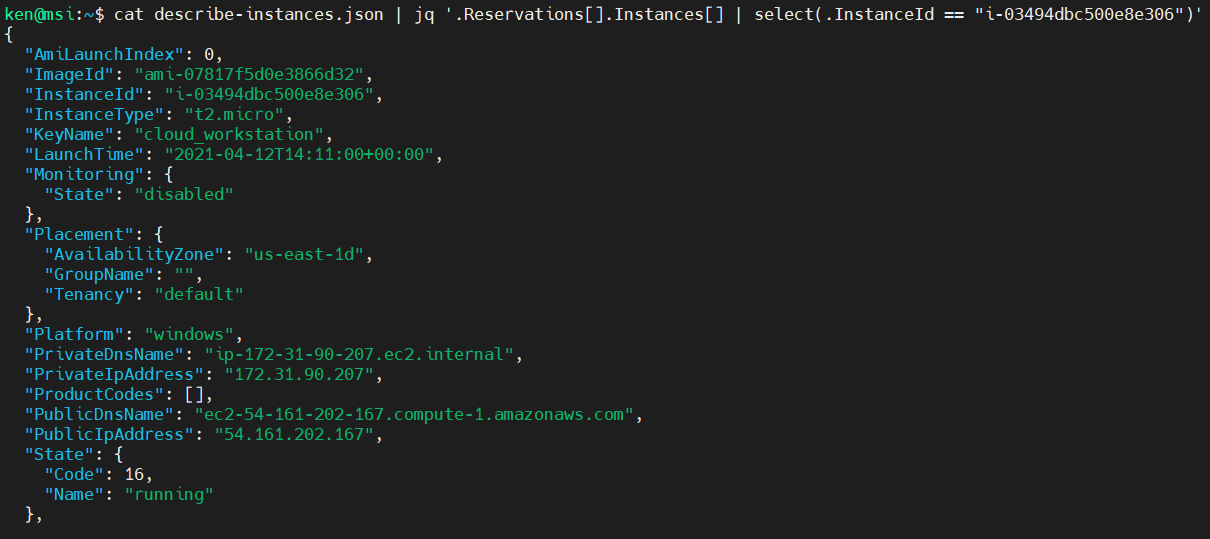 ken@msi:~$ cat describe-instances.json | jq '.Reservations[].Instances[] | select(.InstanceId == "i-03494dbc500e8e306")'
{
  "AmiLaunchIndex": 0,
  "ImageId": "ami-07817f5d0e3866d32",
  "InstanceId": "i-03494dbc500e8e306",
  "InstanceType": "t2.micro",
  "KeyName": "cloud_workstation",
  "LaunchTime": "2021-04-12T14:11:00+00:00",
  "Monitoring": {
    "State": "disabled"
  },
  "Placement": {
    "AvailabilityZone": "us-east-1d",
    "GroupName": "",
    "Tenancy": "default"
  },
  "Platform": "windows",
  "PrivateDnsName": "ip-172-31-90-207.ec2.internal",
  "PrivateIpAddress": "172.31.90.207",
  "ProductCodes": [],
  "PublicDnsName": "ec2-54-161-202-167.compute-1.amazonaws.com",
  "PublicIpAddress": "54.161.202.167",
  "State": {
    "Code": 16,
    "Name": "running"
  },